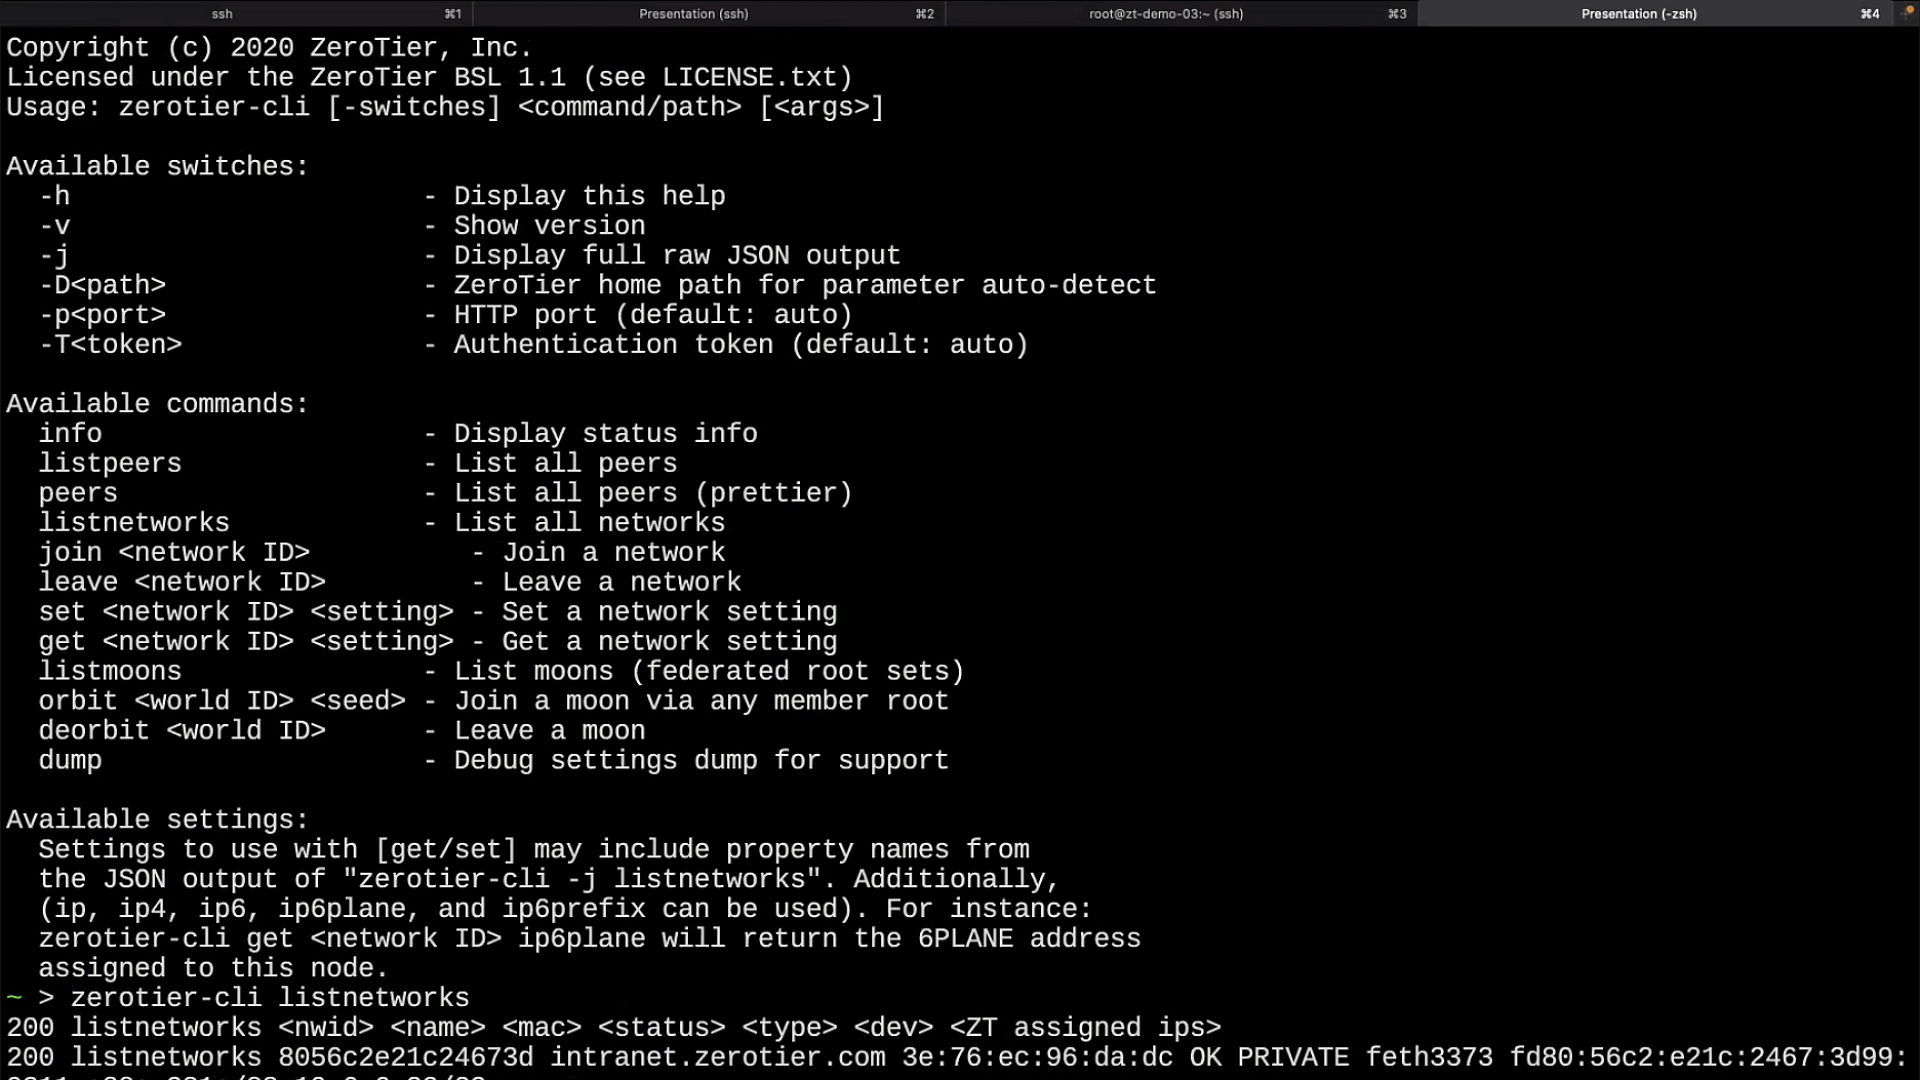 ssh ⌘1 Presentation (ssh) ⌘2 root@zt-demo-03:~ (ssh) ⌘3 Presentation (-zsh) ⌘4
Copyright (c) 2020 ZeroTier, Inc.
Licensed under the ZeroTier BSL 1.1 (see LICENSE.txt)
Usage: zerotier-cli [-switches] <command/path> [<args>]
Available switches:
-h - Display this help
-v - Show version
-j - Display full raw JSON output
-D<path> - ZeroTier home path for parameter auto-detect
-p<port> - HTTP port (default: auto)
-T<token> - Authentication token (default: auto)
Available commands:
info - Display status info
listpeers - List all peers
peers - List all peers (prettier)
listnetworks - List all networks
join <network ID> - Join a network
leave <network ID> - Leave a network
set <network ID> <setting> - Set a network setting
get <network ID> <setting> - Get a network setting
listmoons - List moons (federated root sets)
orbit <world ID> <seed> - Join a moon via any member root
deorbit <world ID> - Leave a moon
dump - Debug settings dump for support
Available settings:
Settings to use with [get/set] may include property names from
the JSON output of "zerotier-cli -j listnetworks". Additionally,
(ip, ip4, ip6, ip6plane, and ip6prefix can be used). For instance:
zerotier-cli get <network ID> ip6plane will return the 6PLANE address
assigned to this node.
~ > zerotier-cli listnetworks
200 listnetworks <nwid> <name> <mac> <status> <type> <dev> <ZT assigned ips>
200 listnetworks 8056c2e21c24673d intranet.zerotier.com 3e:76:ec:96:da:dc OK PRIVATE feth3373 fd80:56c2:e21c:2467:3d99: